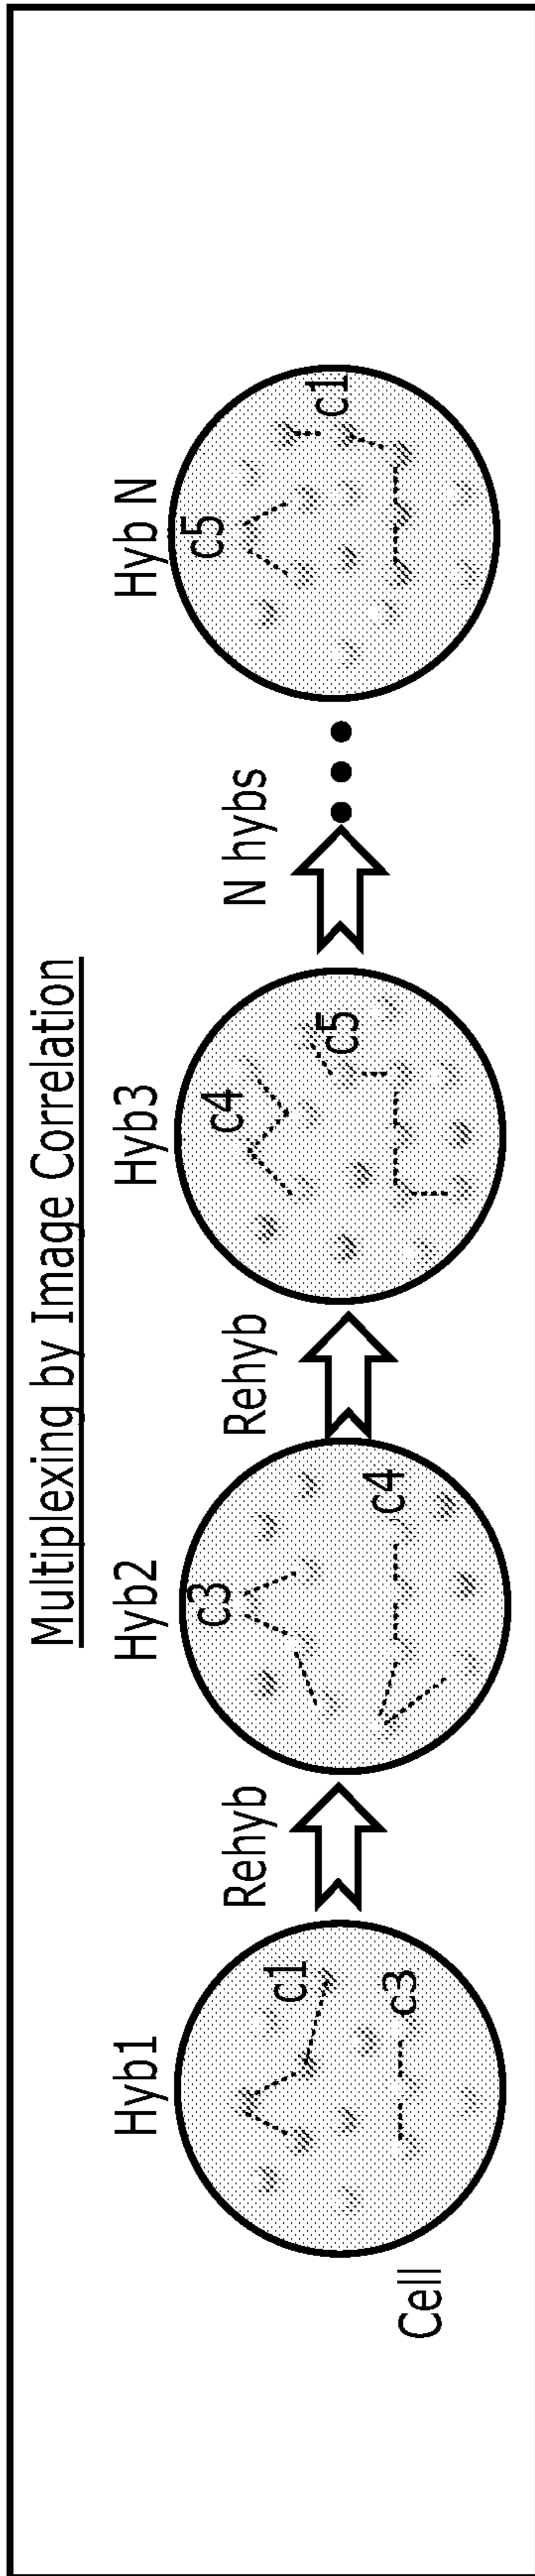 Multiplexing by Image Correlation
Hyb1
Hyb2
Hyb3
Hyb N
Rehyb
Rehyb
N hybs
c1
c3
c3
c4
c4
c5
c5
c1
Cell